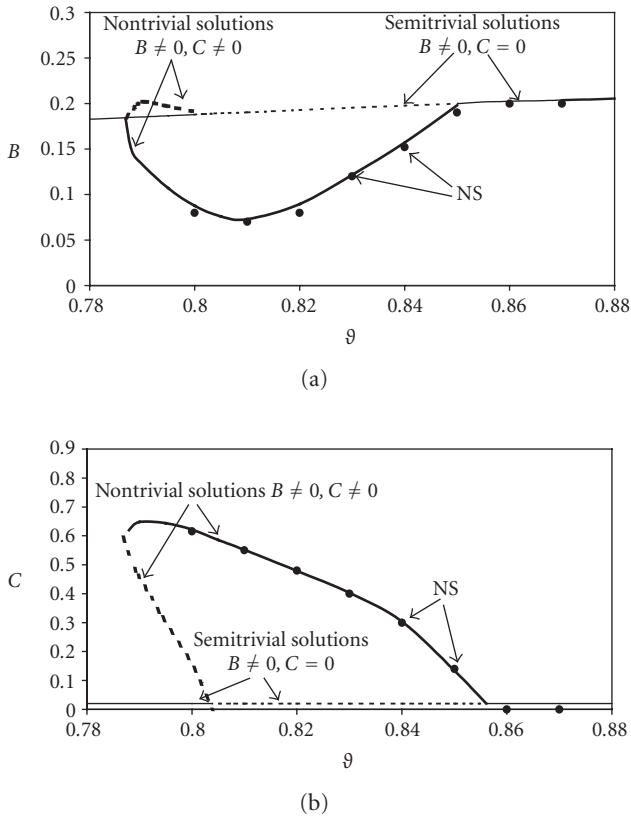 0.3
Nontrivial solutions
B ≠ 0, C ≠ 0
Semitrivial solutions
B ≠ 0, C = 0
0.25
0.2
0.15
B
NS
0.1
0.05
0
0.78 0.8 0.82 0.84 0.86 0.88
ϑ
(a)
0.9
0.8
Nontrivial solutions B ≠ 0, C ≠ 0
0.7
0.6
0.5
C
NS
0.4
0.3
Semitrivial solutions
B ≠ 0, C = 0
0.2
0.1
0
0.78 0.8 0.82 0.84 0.86 0.88
ϑ
(b)